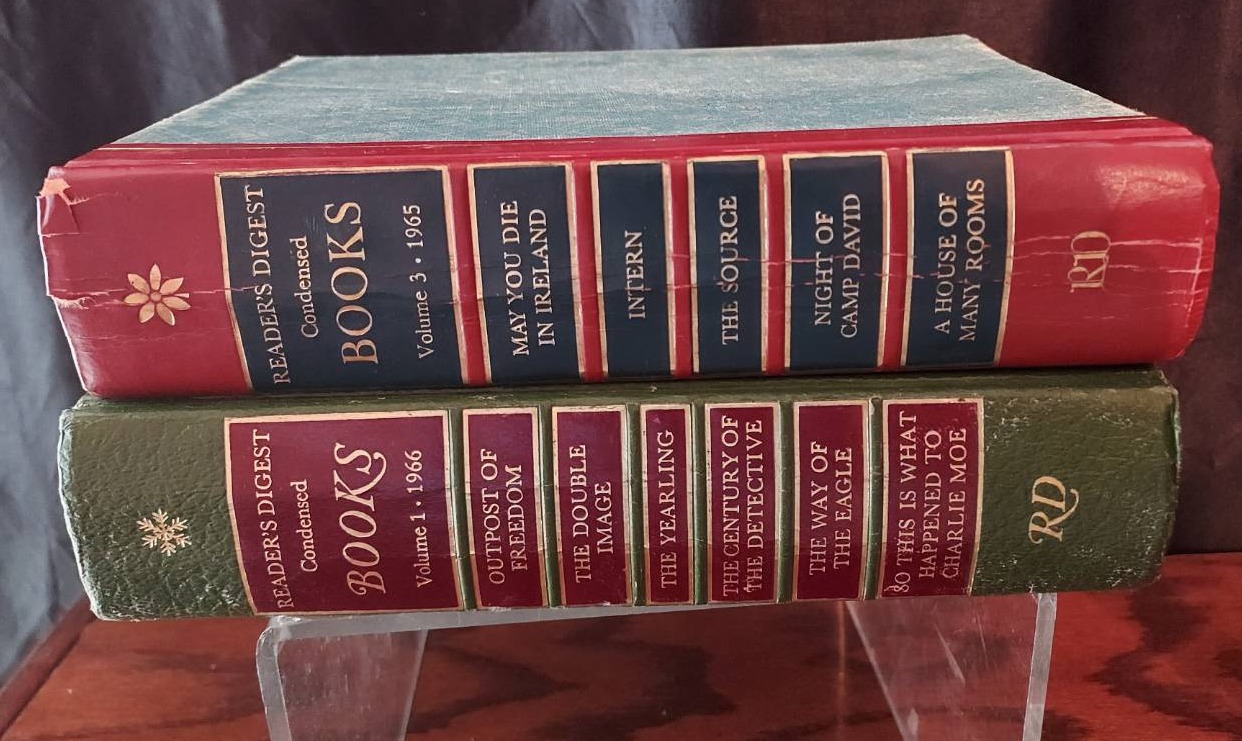 READER'S DIGEST
Condensed
BOOKS
Volume 3 • 1965
MAY YOU DIE
IN IRELAND
INTERN
THE SOURCE
NIGHT OF
CAMP DAVID
A HOUSE OF
MANY ROOMS
RD
READER'S DIGEST
Condensed
BOOKS
Volume 1 • 1966
OUTPOST OF
FREEDOM
THE DOUBLE
IMAGE
THE YEARLING
THE CENTURY OF
THE DETECTIVE
THE WAY OF
THE EAGLE
SO THIS IS WHAT
HAPPENED TO
CHARLIE MOE
RD